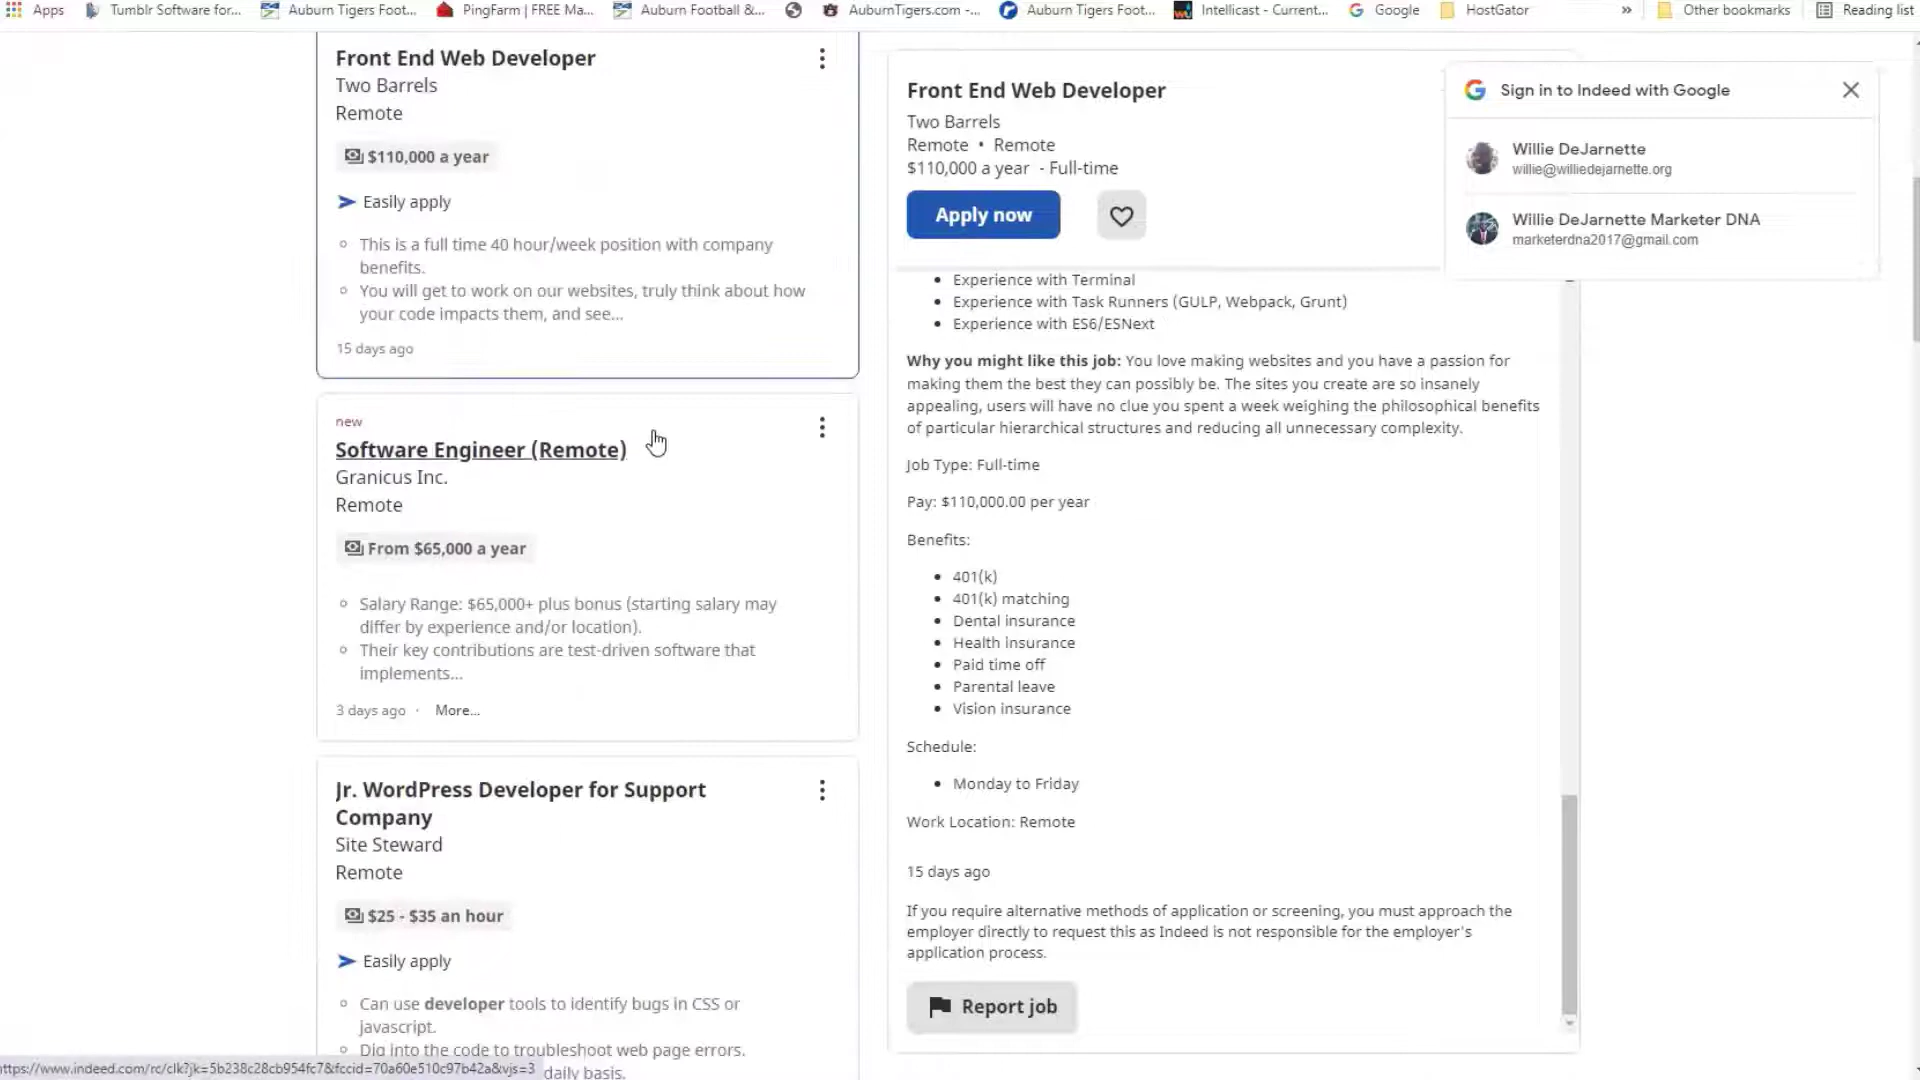 Apps
Tumblr Software for...
Auburn Tigers Foot...
PingFarm | FREE Ma...
Auburn Football &...
AuburnTigers.com -...
Auburn Tigers Foot...
Intellicast - Current...
Google
HostGator
»
Other bookmarks
Reading list
Front End Web Developer
Two Barrels
Remote
$110,000 a year
Easily apply
This is a full time 40 hour/week position with company
benefits.
You will get to work on our websites, truly think about how
your code impacts them, and see...
15 days ago
new
Software Engineer (Remote)
Granicus Inc.
Remote
From $65,000 a year
Salary Range: $65,000+ plus bonus (starting salary may
differ by experience and/or location).
Their key contributions are test-driven software that
implements...
3 days ago · More...
Jr. WordPress Developer for Support
Company
Site Steward
Remote
$25 - $35 an hour
Easily apply
Can use developer tools to identify bugs in CSS or
javascript.
Dig into the code to troubleshoot web page errors.
daily basis.
Front End Web Developer
Two Barrels
Remote • Remote
$110,000 a year - Full-time
Apply now
Experience with Terminal
Experience with Task Runners (GULP, Webpack, Grunt)
Experience with ES6/ESNext
Why you might like this job: You love making websites and you have a passion for
making them the best they can possibly be. The sites you create are so insanely
appealing, users will have no clue you spent a week weighing the philosophical benefits
of particular hierarchical structures and reducing all unnecessary complexity.
Job Type: Full-time
Pay: $110,000.00 per year
Benefits:
401(k)
401(k) matching
Dental insurance
Health insurance
Paid time off
Parental leave
Vision insurance
Schedule:
Monday to Friday
Work Location: Remote
15 days ago
If you require alternative methods of application or screening, you must approach the
employer directly to request this as Indeed is not responsible for the employer's
application process.
Report job
Sign in to Indeed with Google
Willie DeJarnette
willie@williedejarnette.org
Willie DeJarnette Marketer DNA
marketerdna2017@gmail.com
https://www.indeed.com/rc/clk?jk=5b238c28cb954fc7&fccid=70a60e510c97b42a&vjs=3